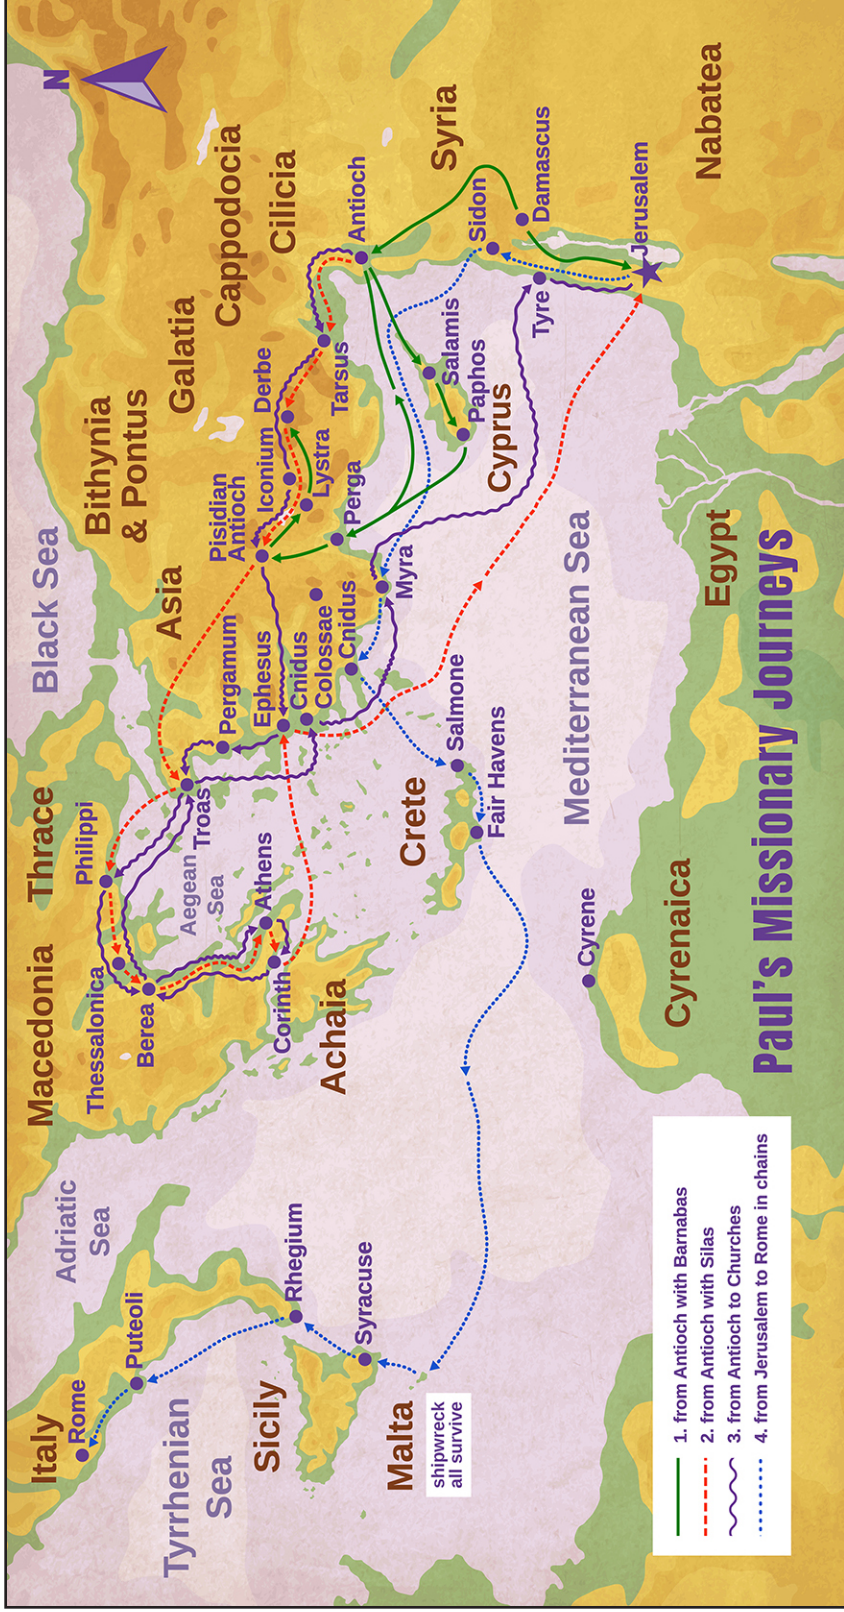 N
Italy
Rome
Puteoli
Adriatic
Sea
Tyrrhenian
Sea
Sicily
Rhegium
Syracuse
Malta
shipwreck
all survive
Macedonia
Thrace
Philippi
Thessalonica
Berea
Aegean
Sea
Troas
Athens
Corinth
Achaia
Black Sea
Bithynia
& Pontus
Asia
Galatia
Cappodocia
Cilicia
Pergamum
Ephesus
Cnidus
Colossae
Cnidus
Pisidian
Antioch
Iconium
Derbe
Lystra
Tarsus
Perga
Myra
Antioch
Syria
Salamis
Paphos
Cyprus
Sidon
Damascus
Tyre
Jerusalem
Nabatea
Crete
Salmone
Fair Havens
Mediterranean Sea
Cyrene
Cyrenaica
Egypt
Paul's Missionary Journeys
1. from Antioch with Barnabas
2. from Antioch with Silas
3. from Antioch to Churches
4. from Jerusalem to Rome in chains